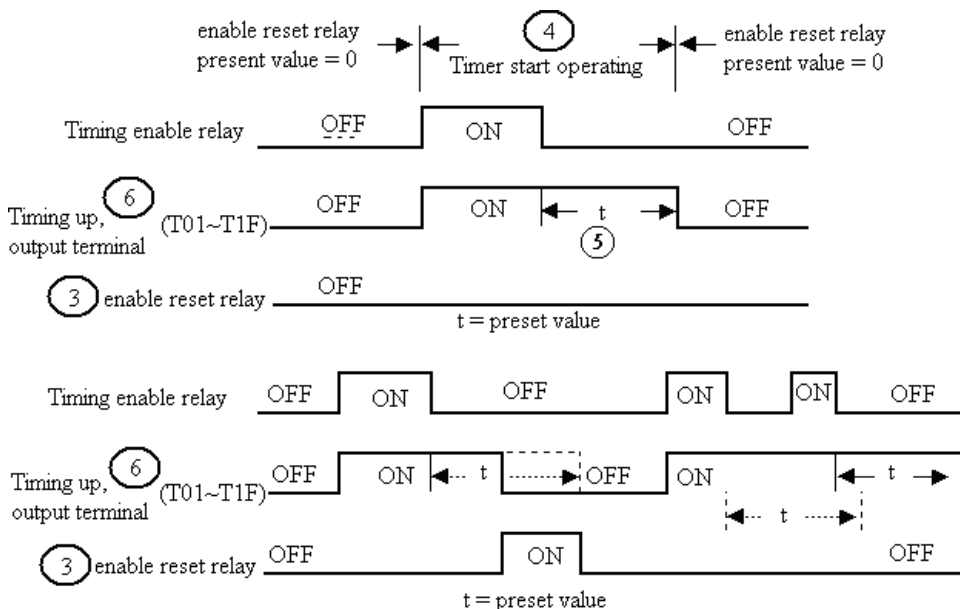 enable reset relay
present value = 0
4
Timer start operating
enable reset relay
present value = 0
Timing enable relay
OFF
ON
OFF
Timing up,
output terminal
6
(T01~T1F)
OFF
ON
t
5
OFF
3
enable reset relay
OFF
t = preset value
Timing enable relay
OFF
ON
OFF
ON
ON
OFF
Timing up,
output terminal
6
(T01~T1F)
OFF
ON
t
OFF
ON
t
t
3
enable reset relay
OFF
ON
OFF
t = preset value